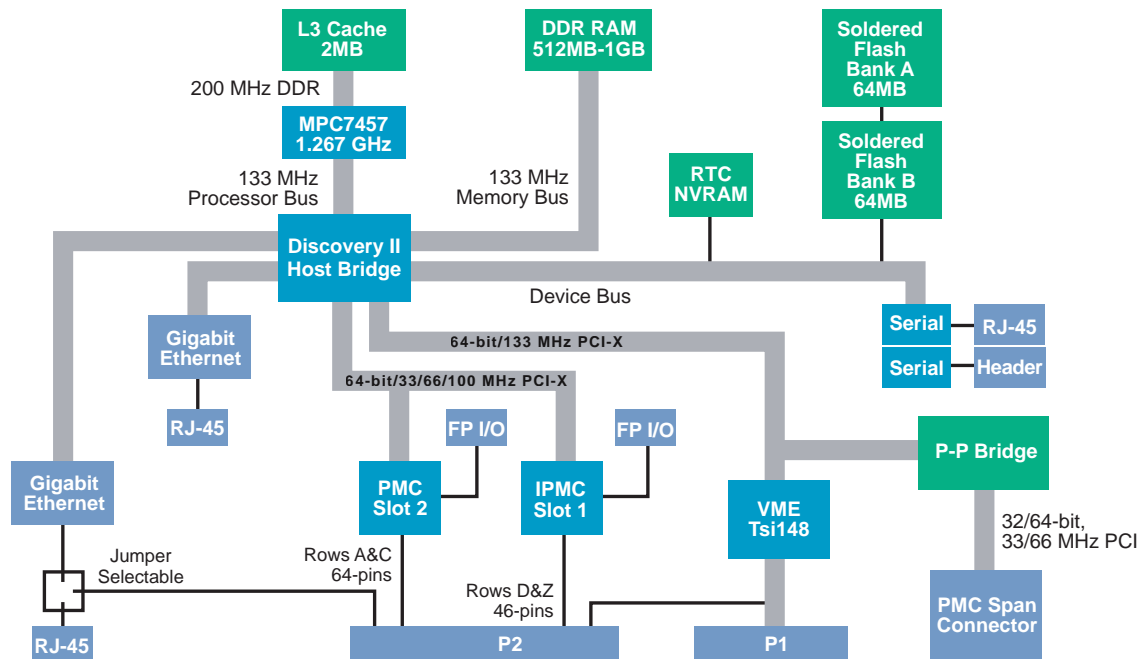 L3 Cache
2MB
DDR RAM
512MB-1GB
Soldered
Flash
Bank A
64MB
200 MHz DDR
MPC7457
1.267 GHz
Soldered
Flash
Bank B
64MB
133 MHz
Processor Bus
133 MHz
Memory Bus
RTC
NVRAM
Discovery II
Host Bridge
Device Bus
Gigabit
Ethernet
Serial
RJ-45
64-bit/133 MHz PCI-X
Serial
Header
64-bit/33/66/100 MHz PCI-X
RJ-45
FP I/O
FP I/O
P-P Bridge
Gigabit
Ethernet
PMC
Slot 2
IPMC
Slot 1
VME
Tsi148
32/64-bit,
33/66 MHz PCI
Jumper
Selectable
Rows A&C
64-pins
Rows D&Z
46-pins
PMC Span
Connector
RJ-45
P2
P1